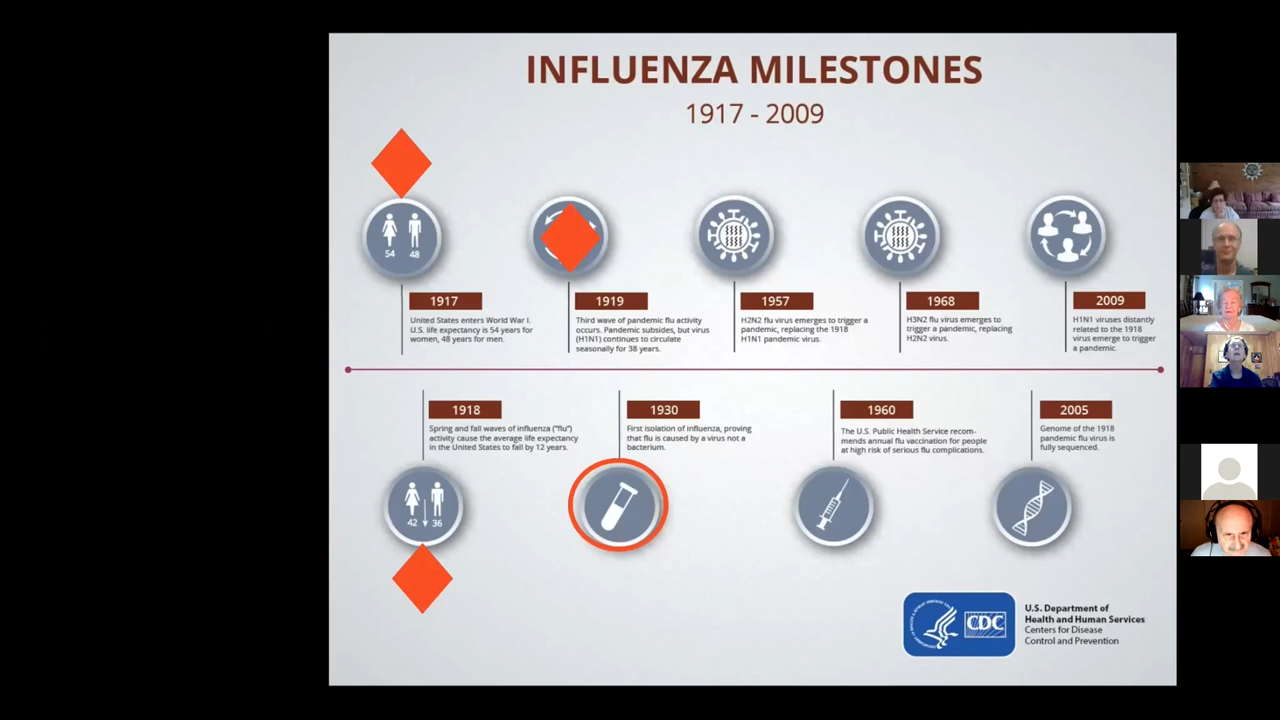 INFLUENZA MILESTONES
1917 - 2009
54 48
1917
United States enters World War I.
U.S. life expectancy is 54 years for
women, 48 years for men.
1919
Third wave of pandemic flu activity
occurs. Pandemic subsides, but virus
(H1N1) continues to circulate
seasonally for 38 years.
1957
H2N2 flu virus emerges to trigger a
pandemic, replacing the 1918
H1N1 pandemic virus.
1968
H3N2 flu virus emerges to
trigger a pandemic, replacing
H2N2 virus.
2009
H1N1 viruses distantly
related to the 1918
virus emerge to trigger
a pandemic.
1918
Spring and fall waves of influenza ("flu")
activity cause the average life expectancy
in the United States to fall by 12 years.
42 36
1930
First isolation of influenza, proving
that flu is caused by a virus not a
bacterium.
1960
The U.S. Public Health Service recom-
mends annual flu vaccination for people
at high risk of serious flu complications.
2005
Genome of the 1918
pandemic flu virus is
fully sequenced.
CDC
U.S. Department of
Health and Human Services
Centers for Disease
Control and Prevention